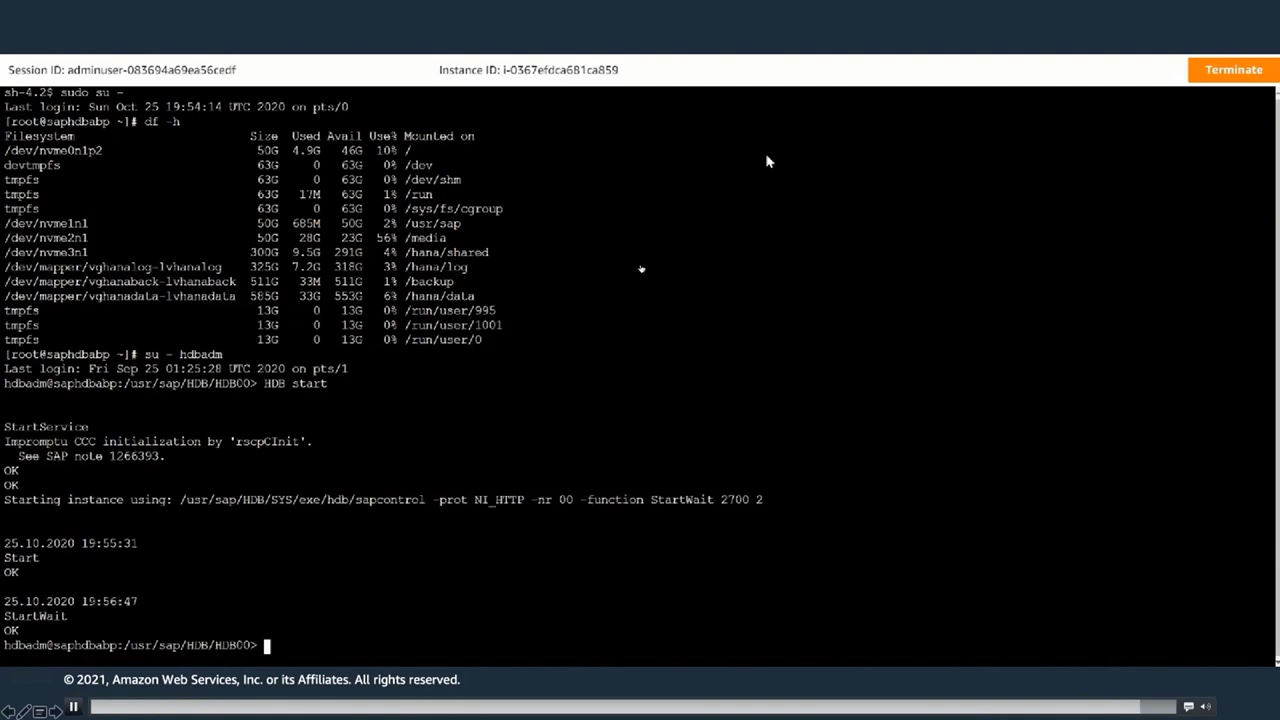 Session ID: adminuser-083694a69ea56cedf Instance ID: i-0367efdca681ca859 Terminate
sh-4.2$ sudo su -
Last login: Sun Oct 25 19:54:14 UTC 2020 on pts/0
[root@saphdbabp ~]# df -h
Filesystem Size Used Avail Use% Mounted on
/dev/nvme0n1p2 50G 4.9G 46G 10% /
devtmpfs 63G 0 63G 0% /dev
tmpfs 63G 0 63G 0% /dev/shm
tmpfs 63G 17M 63G 1% /run
tmpfs 63G 0 63G 0% /sys/fs/cgroup
/dev/nvme1n1 50G 685M 50G 2% /usr/sap
/dev/nvme2n1 50G 28G 23G 56% /media
/dev/nvme3n1 300G 9.5G 291G 4% /hana/shared
/dev/mapper/vghanalog-lvhanalog 325G 7.2G 318G 3% /hana/log
/dev/mapper/vghanaback-lvhanaback 511G 33M 511G 1% /backup
/dev/mapper/vghanadata-lvhanadata 585G 33G 553G 6% /hana/data
tmpfs 13G 0 13G 0% /run/user/995
tmpfs 13G 0 13G 0% /run/user/1001
tmpfs 13G 0 13G 0% /run/user/0
[root@saphdbabp ~]# su - hdbadm
Last login: Fri Sep 25 01:25:28 UTC 2020 on pts/1
hdbadm@saphdbabp:/usr/sap/HDB/HDB00> HDB start
StartService
Impromptu CCC initialization by 'rscpCInit'.
See SAP note 1266393.
OK
OK
Starting instance using: /usr/sap/HDB/SYS/exe/hdb/sapcontrol -prot NI_HTTP -nr 00 -function StartWait 2700 2
25.10.2020 19:55:31
Start
OK
25.10.2020 19:56:47
StartWait
OK
hdbadm@saphdbabp:/usr/sap/HDB/HDB00>
© 2021, Amazon Web Services, Inc. or its Affiliates. All rights reserved.